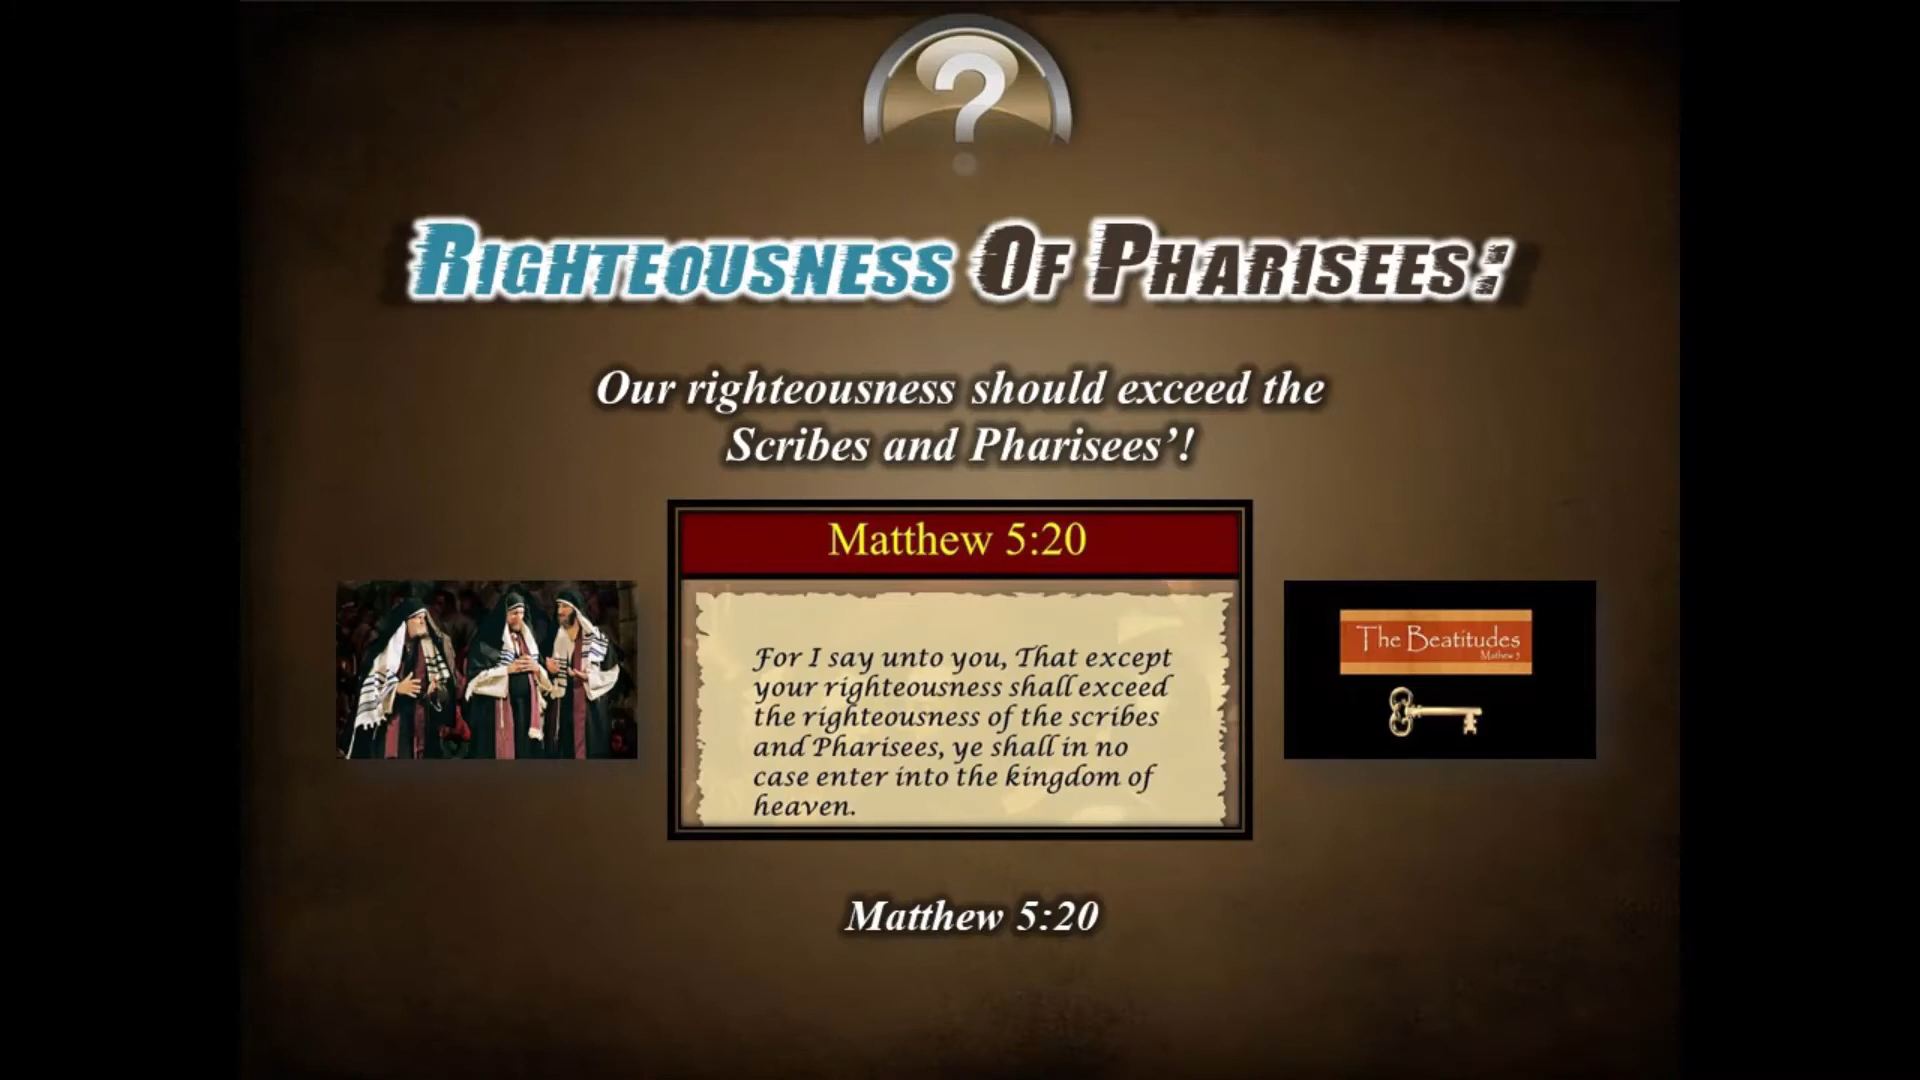 ?
Righteousness Of Pharisees:
Our righteousness should exceed the
Scribes and Pharisees’!
Matthew 5:20
For I say unto you, That except
your righteousness shall exceed
the righteousness of the scribes
and Pharisees, ye shall in no
case enter into the kingdom of
heaven.
The Beatitudes
Mathew 5
Matthew 5:20